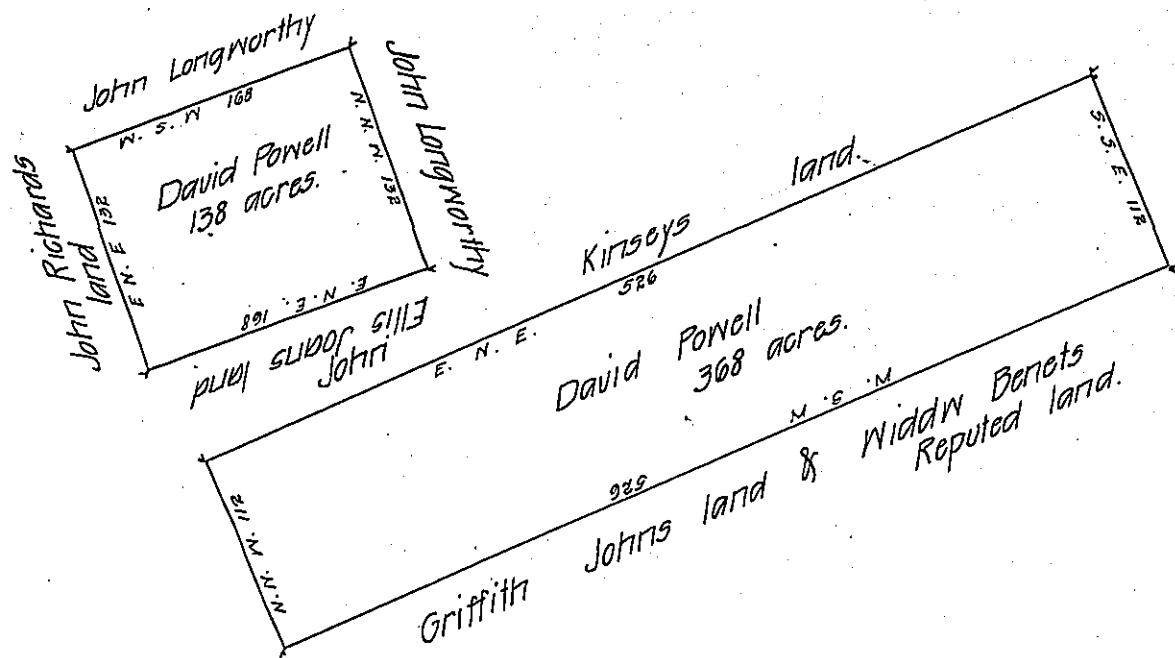 John Longworthy
W. S. W 168
John Longworthy
N. N. W. 132
David Powell
138 acres.
John Richards
land
E N. E 132
E. N. E. 168
Ellis Joans land
John Kinseys land.
E. N. E. 526
S. S. E. 112
David Powell
368 acres.
W. S. W 526
N. N. W. 112
Griffith Johns land & Widdw Benets
Reputed land.